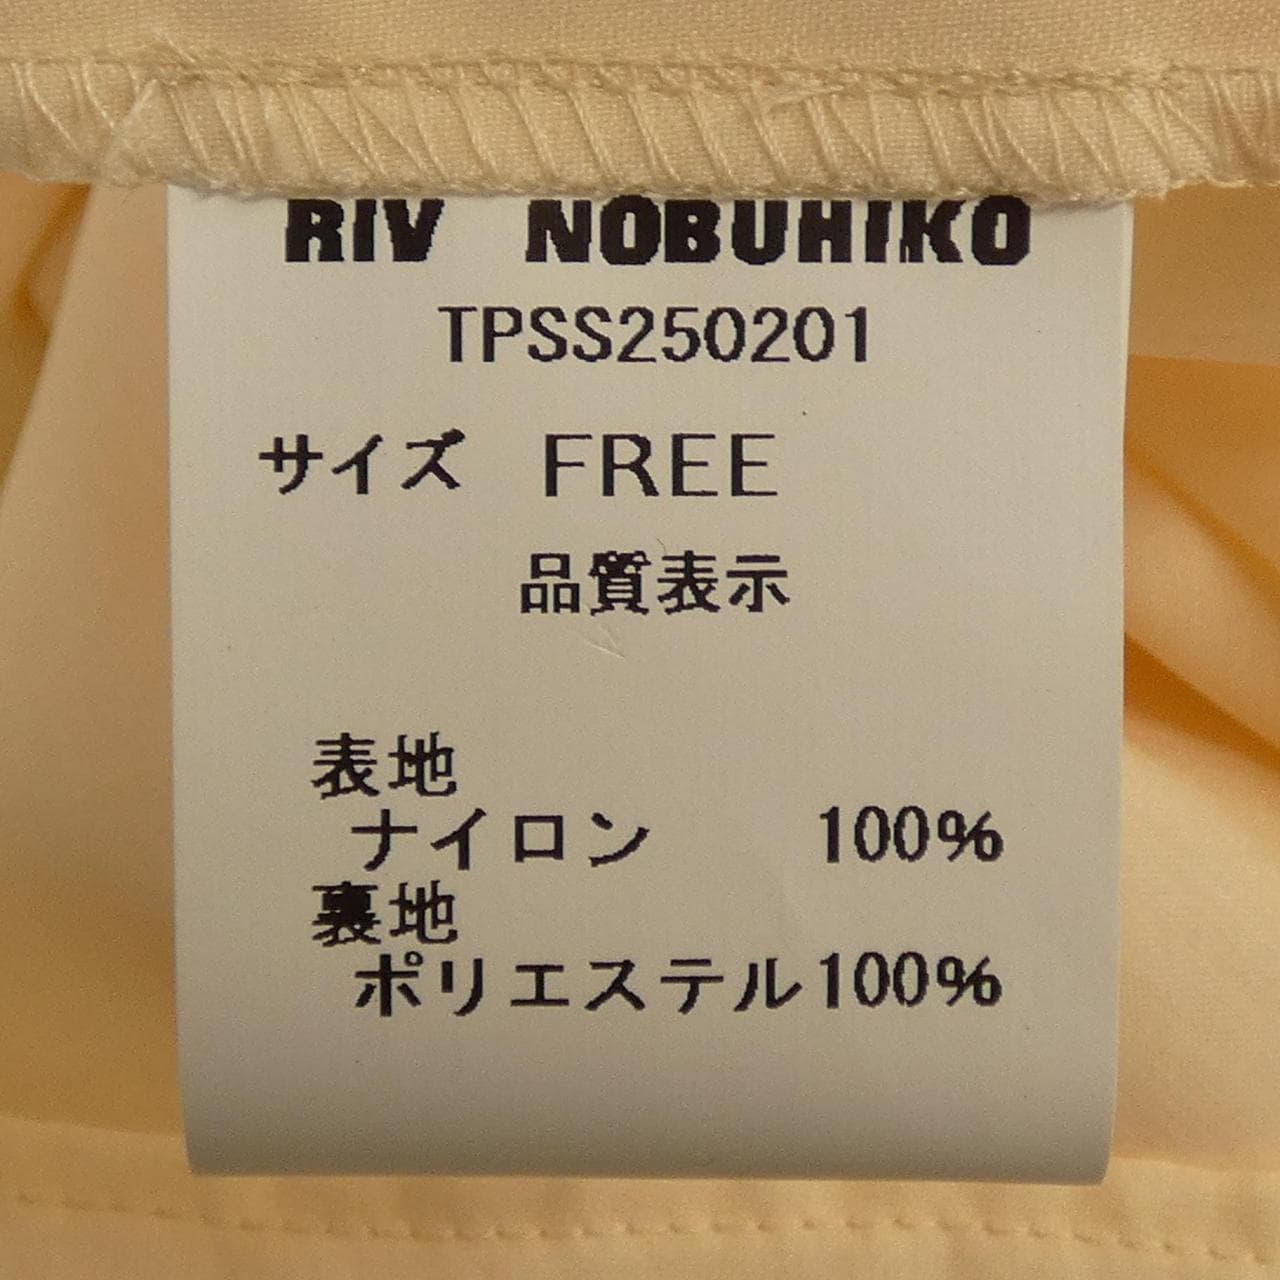 RIV NOBUHIKO
TPSS250201
サイズ FREE
品質表示
表地
ナイロン 100%
裏地
ポリエステル100%